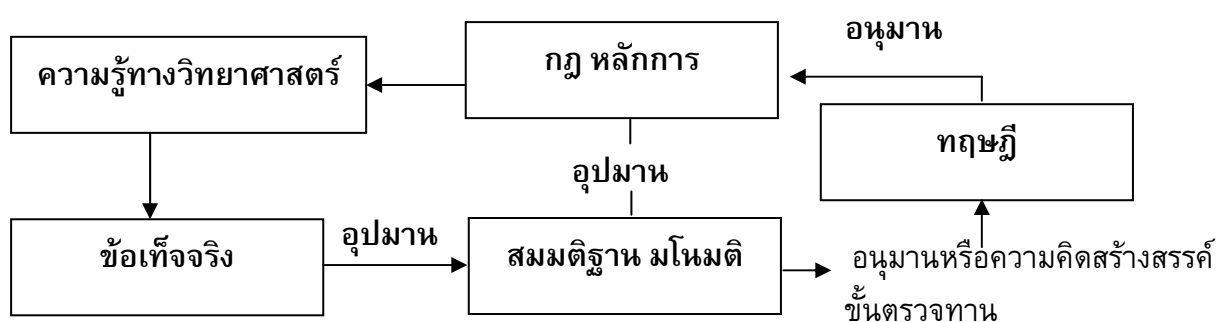 อนุมาน
กฎ หลักการ
ความรู้ทางวิทยาศาสตร์
ทฤษฎี
อุปมาน
ข้อเท็จจริง
อุปมาน
สมมติฐาน มโนมติ
อนุมานหรือความคิดสร้างสรรค์
ขั้นตรวจทาน